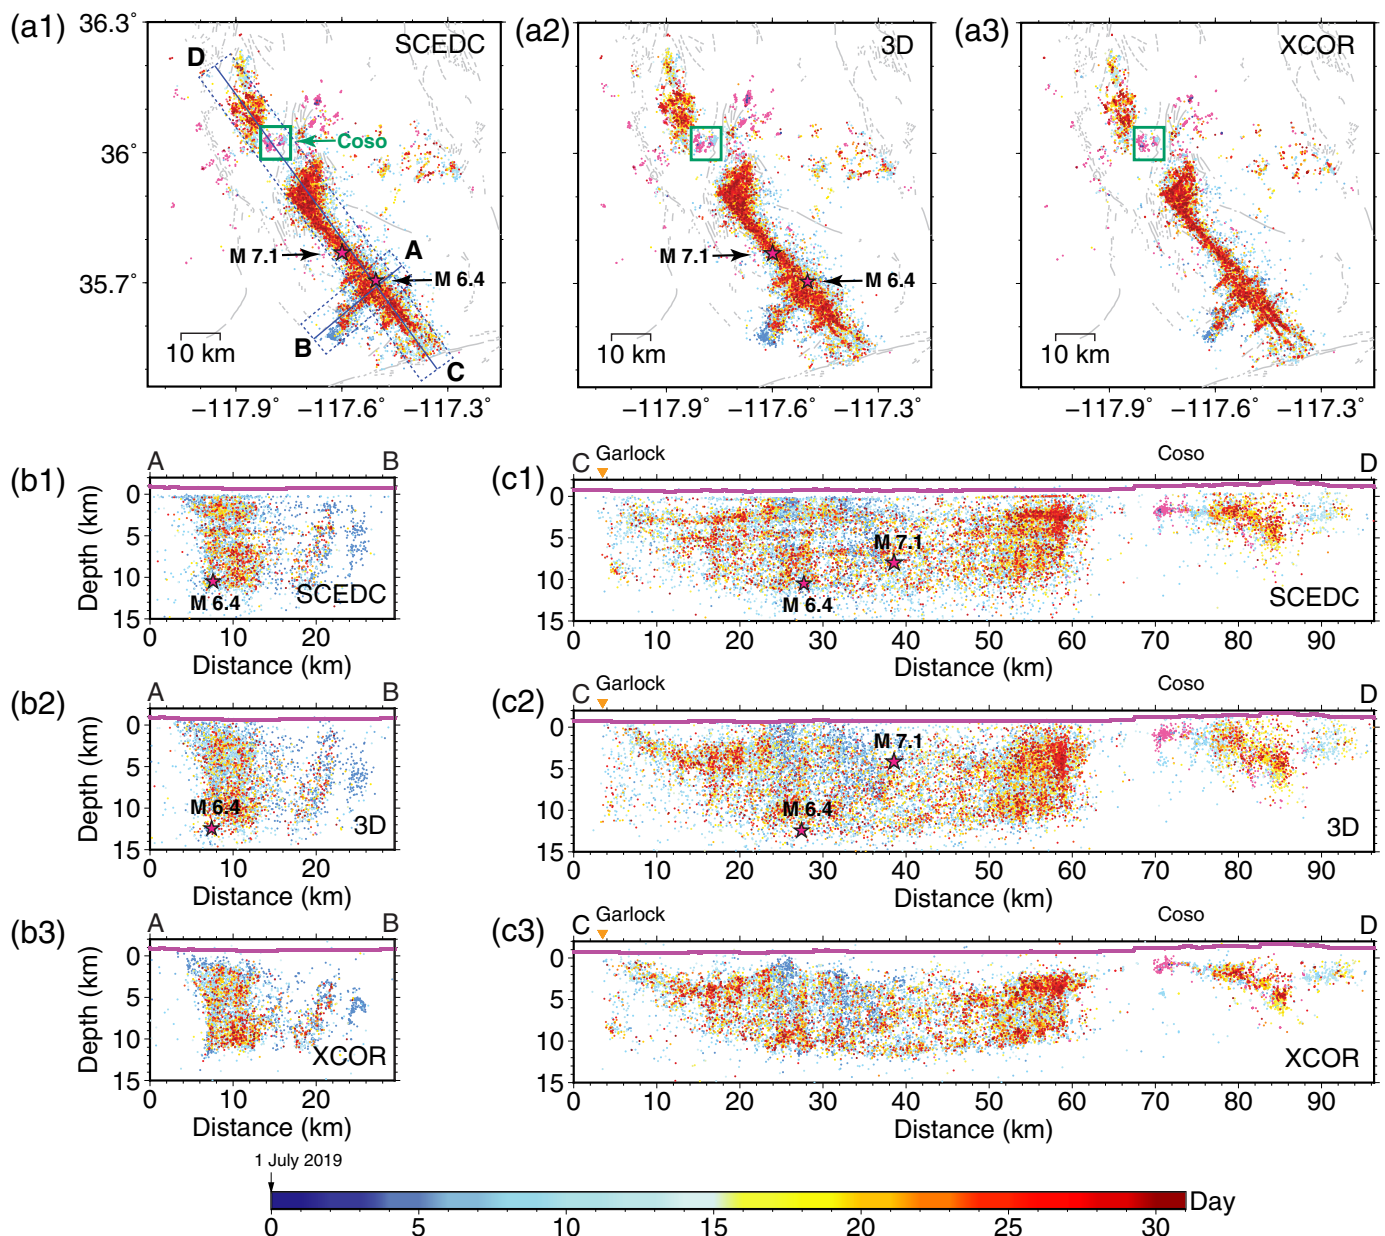 (a1)
36.3˚
36˚
35.7˚
D
SCEDC
Coso
M 7.1
A
M 6.4
B
C
10 km
−117.9˚
−117.6˚
−117.3˚
(a2)
3D
M 7.1
M 6.4
10 km
−117.9˚
−117.6˚
−117.3˚
(a3)
XCOR
10 km
−117.9˚
−117.6˚
−117.3˚
(b1)
A
B
Depth (km)
0
5
10
15
M 6.4
SCEDC
0
10
20
Distance (km)
(c1)
C
Garlock
Coso
D
0
5
10
15
M 7.1
M 6.4
SCEDC
0
10
20
30
40
50
60
70
80
90
Distance (km)
(b2)
A
B
Depth (km)
0
5
10
15
M 6.4
3D
0
10
20
Distance (km)
(c2)
C
Garlock
Coso
D
0
5
10
15
M 7.1
M 6.4
3D
0
10
20
30
40
50
60
70
80
90
Distance (km)
(b3)
A
B
Depth (km)
0
5
10
15
XCOR
0
10
20
Distance (km)
(c3)
C
Garlock
Coso
D
0
5
10
15
XCOR
0
10
20
30
40
50
60
70
80
90
Distance (km)
1 July 2019
Day
0
5
10
15
20
25
30